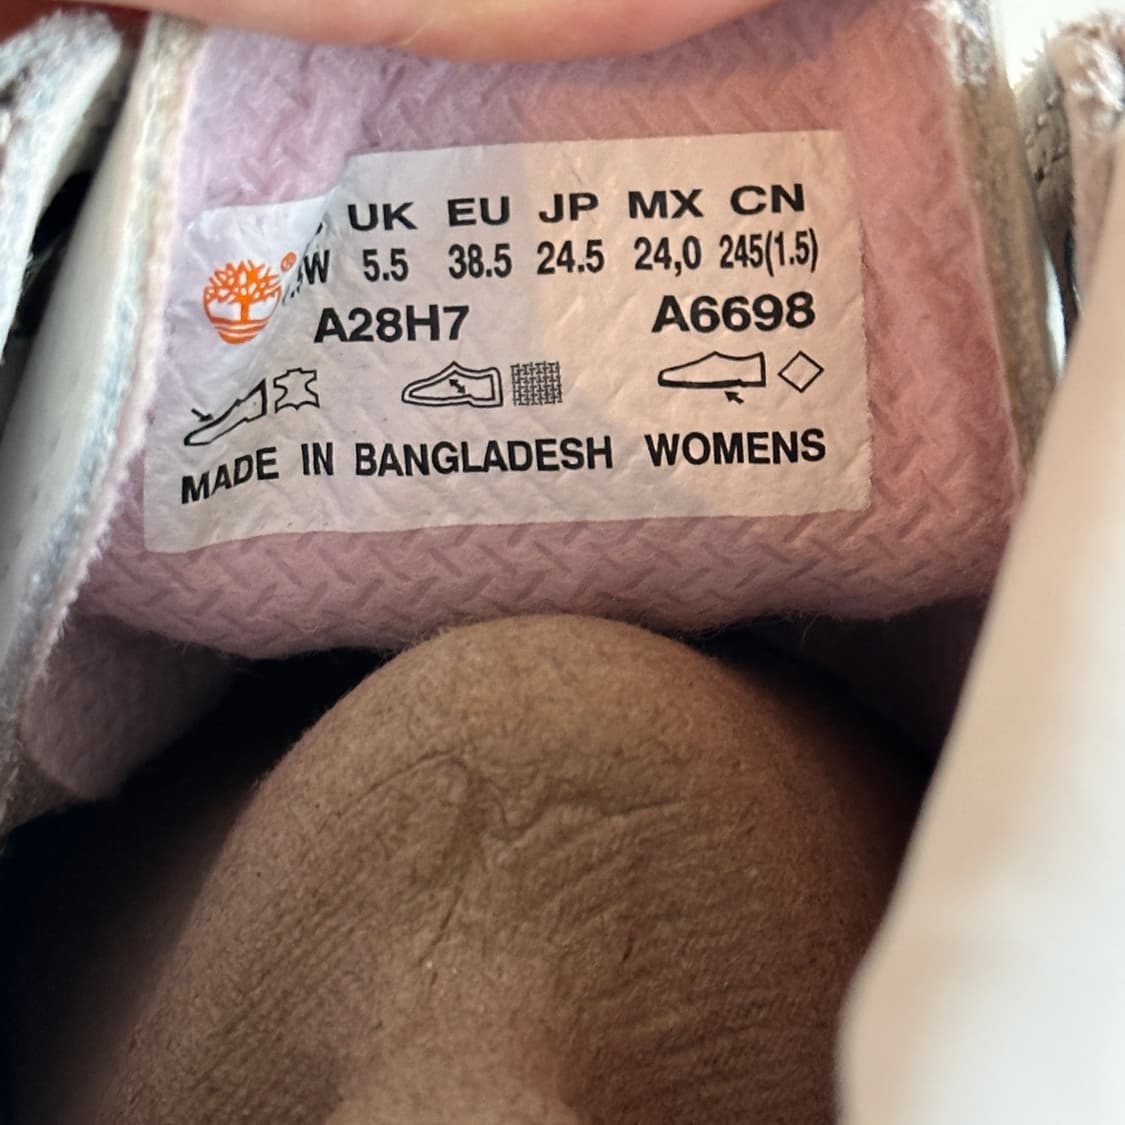 UK EU JP MX CN
W 5.5 38.5 24.5 24,0 245(1.5)
A28H7 A6698
MADE IN BANGLADESH WOMENS